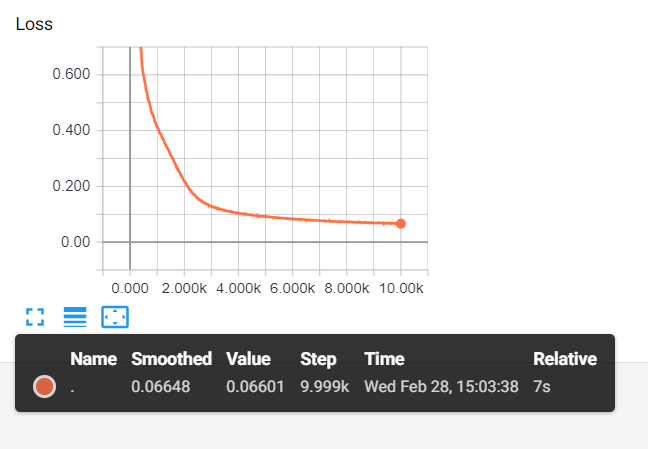 Loss
0.600
0.400
0.200
0.00
0.000 2.000k 4.000k 6.000k 8.000k 10.00k
Name Smoothed Value Step Time Relative
. 0.06648 0.06601 9.999k Wed Feb 28, 15:03:38 7s